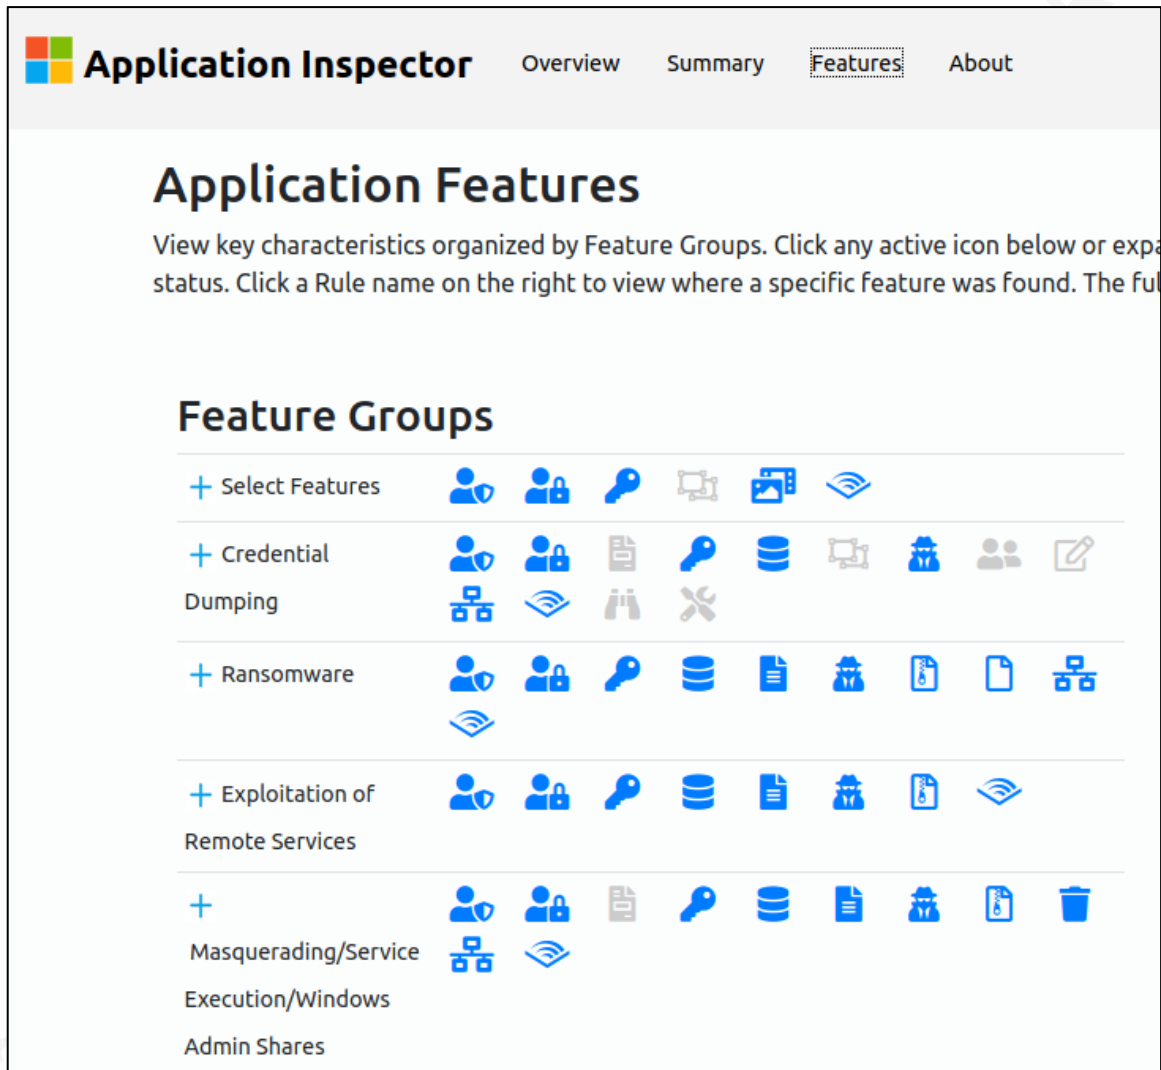 Application Inspector Overview Summary Features About
Application Features
View key characteristics organized by Feature Groups. Click any active icon below or expa
status. Click a Rule name on the right to view where a specific feature was found. The ful
Feature Groups
+ Select Features
+ Credential
Dumping
+ Ransomware
+ Exploitation of
Remote Services
+
Masquerading/Service
Execution/Windows
Admin Shares